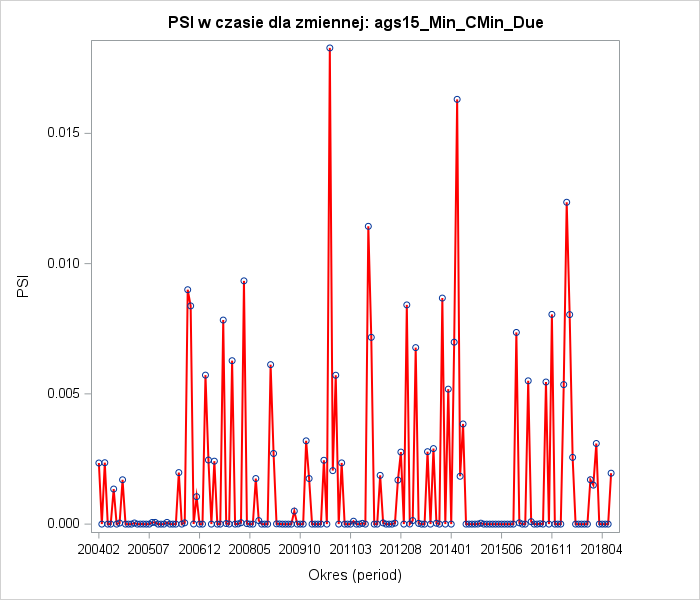 PSI w czasie dla zmiennej: ags15_Min_CMin_Due
PSI
0.015
0.010
0.005
0.000
200402 200507 200612 200805 200910 201103 201208 201401 201506 201611 201804
Okres (period)